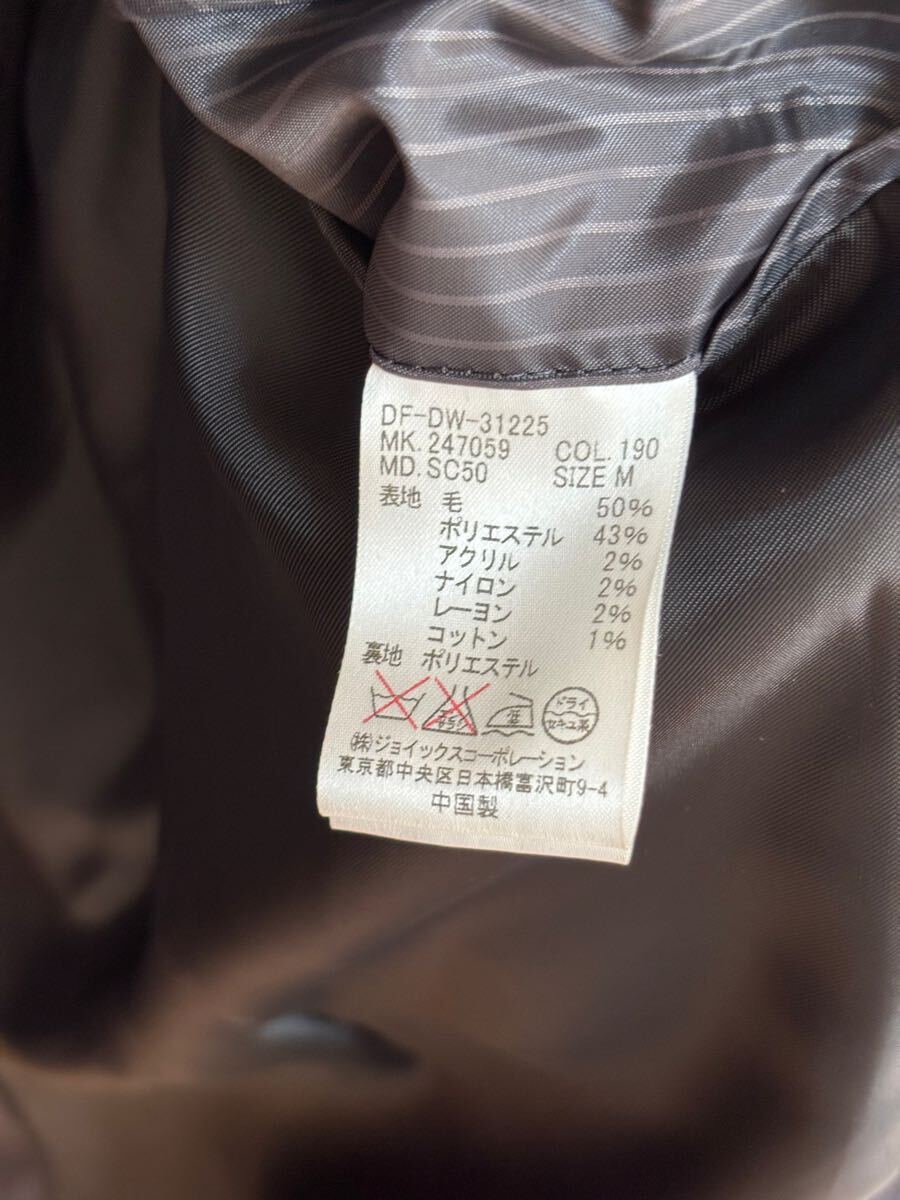 DF-DW-31225
MK. 247059 COL. 190
MD. SC50 SIZE M
表地 毛 50%
ポリエステル 43%
アクリル 2%
ナイロン 2%
レーヨン 2%
コットン 1%
裏地 ポリエステル
低 ドライ
セキユ系
㈱ジョイックスコーポレーション
東京都中央区日本橋富沢町9-4
中国製